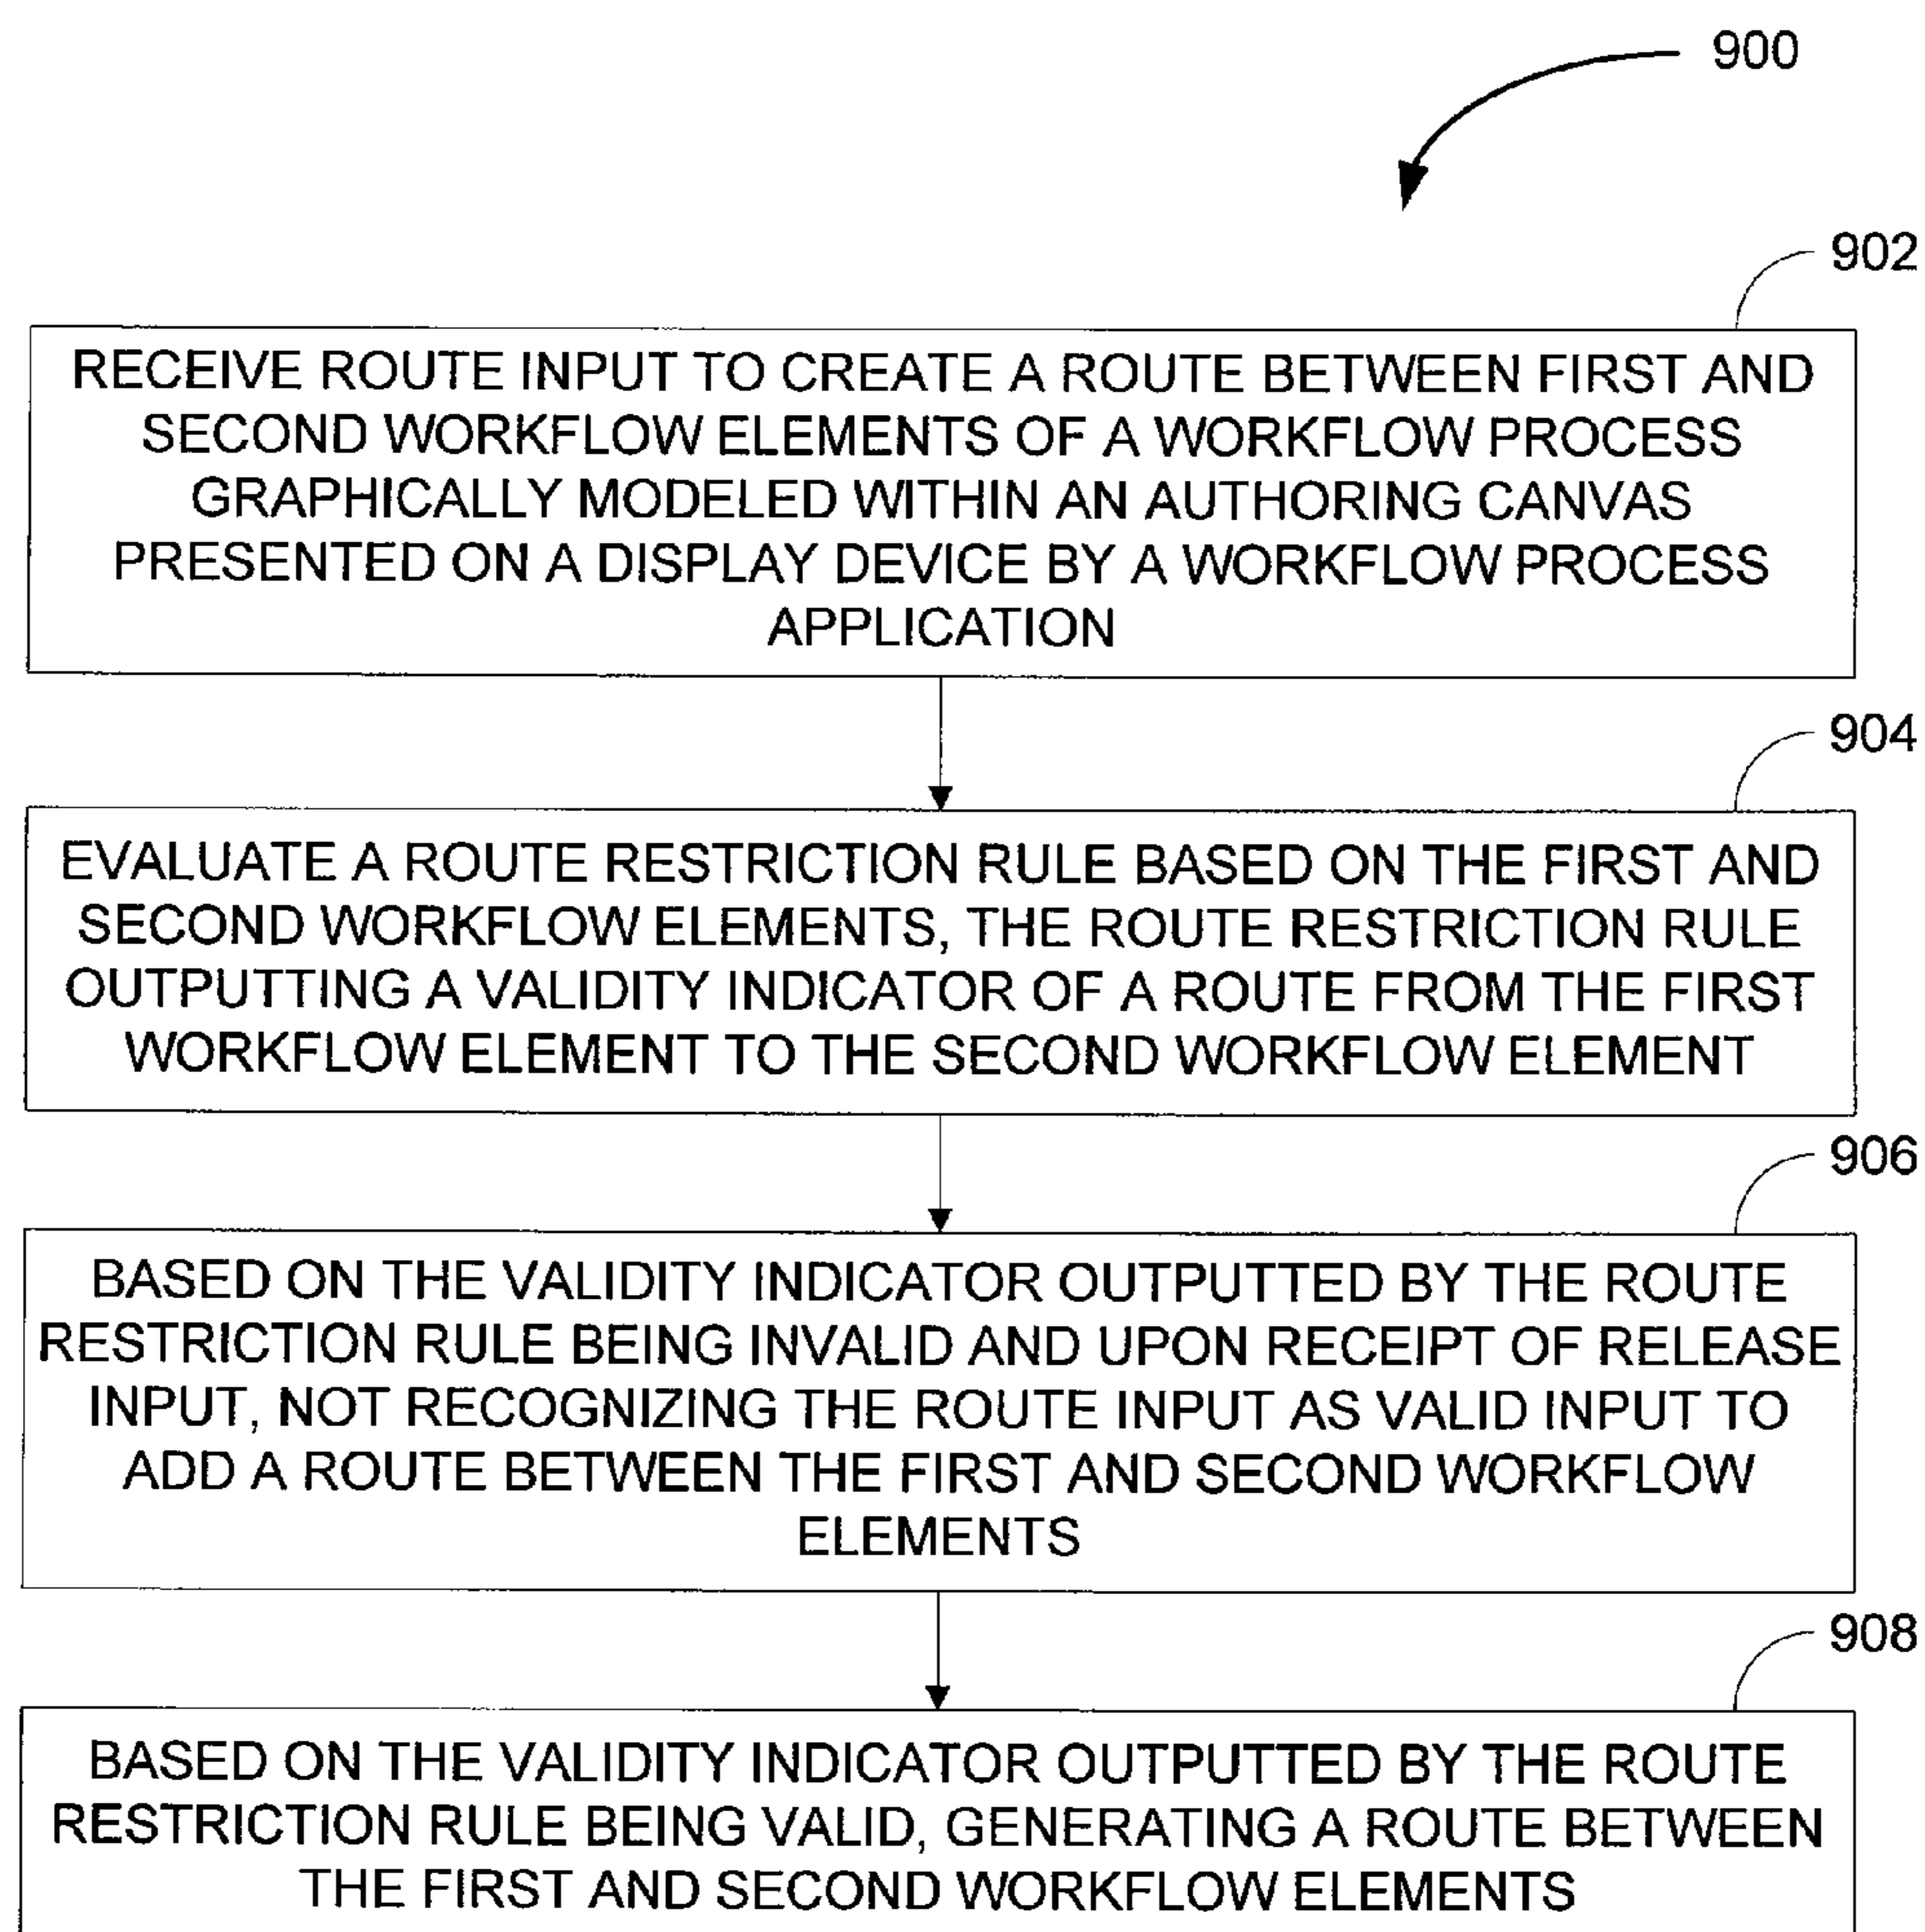 900
902
RECEIVE ROUTE INPUT TO CREATE A ROUTE BETWEEN FIRST AND
SECOND WORKFLOW ELEMENTS OF A WORKFLOW PROCESS
GRAPHICALLY MODELED WITHIN AN AUTHORING CANVAS
PRESENTED ON A DISPLAY DEVICE BY A WORKFLOW PROCESS
APPLICATION
904
EVALUATE A ROUTE RESTRICTION RULE BASED ON THE FIRST AND
SECOND WORKFLOW ELEMENTS, THE ROUTE RESTRICTION RULE
OUTPUTTING A VALIDITY INDICATOR OF A ROUTE FROM THE FIRST
WORKFLOW ELEMENT TO THE SECOND WORKFLOW ELEMENT
906
BASED ON THE VALIDITY INDICATOR OUTPUTTED BY THE ROUTE
RESTRICTION RULE BEING INVALID AND UPON RECEIPT OF RELEASE
INPUT, NOT RECOGNIZING THE ROUTE INPUT AS VALID INPUT TO
ADD A ROUTE BETWEEN THE FIRST AND SECOND WORKFLOW
ELEMENTS
908
BASED ON THE VALIDITY INDICATOR OUTPUTTED BY THE ROUTE
RESTRICTION RULE BEING VALID, GENERATING A ROUTE BETWEEN
THE FIRST AND SECOND WORKFLOW ELEMENTS